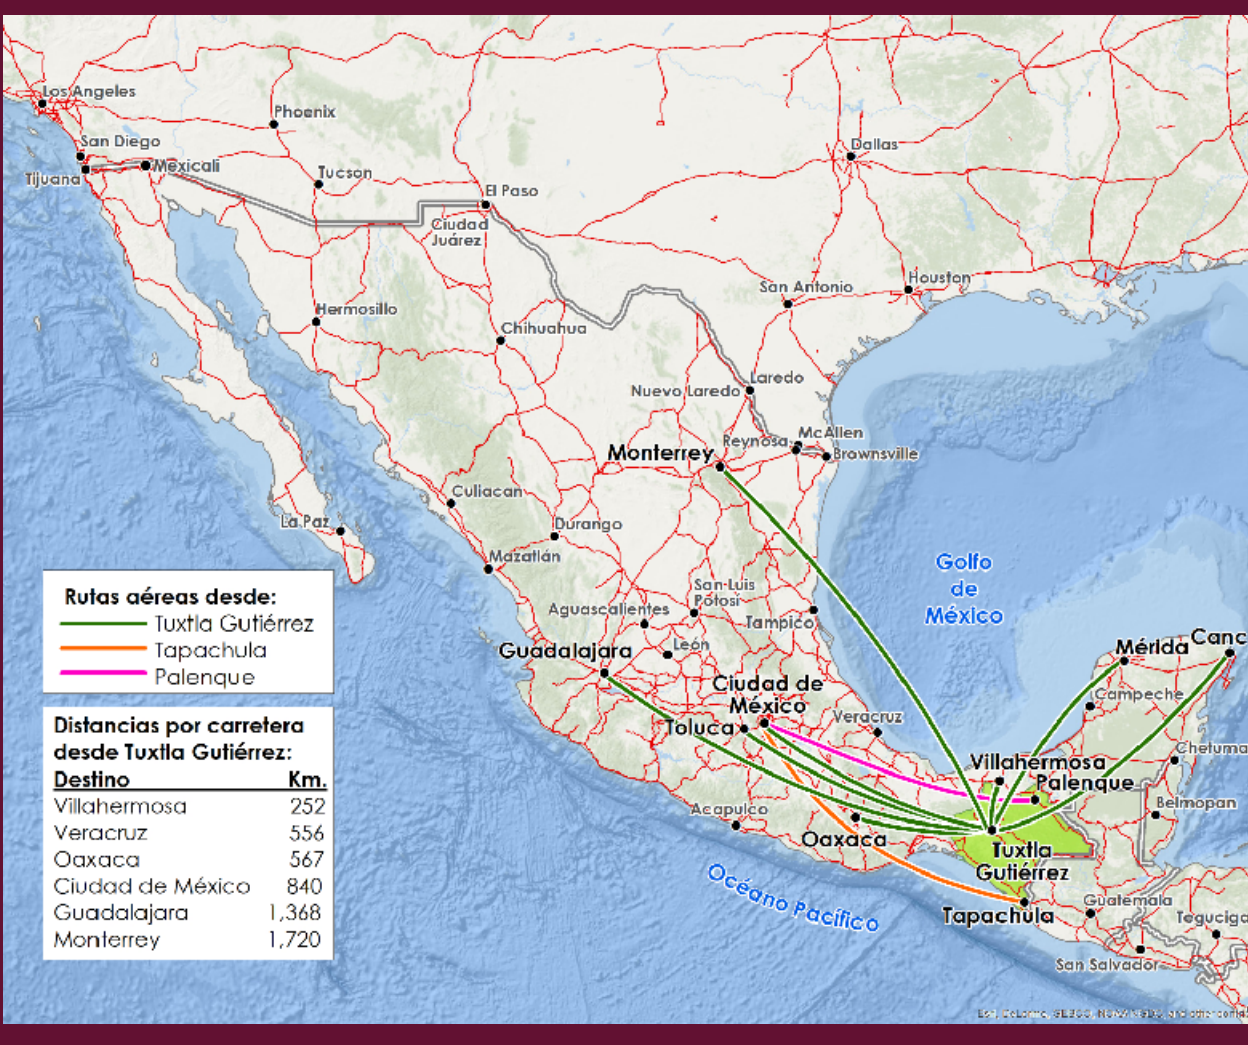 Los Angeles
Phoenix
San Diego
Mexicali
Tijuana
Tucson
El Paso
Ciudad
Juárez
Dallas
San Antonio
Houston
Hermosillo
Chihuahua
Nuevo Laredo
Laredo
Reynosa
McAllen
Brownsville
Monterrey
Culiacan
La Paz
Durango
Mazatlán
Golfo
de
México
Rutas aéreas desde:
Tuxtla Gutiérrez
Tapachula
Palenque
San Luis
Potosi
Aguascalientes
Tampico
León
Guadalajara
Ciudad de
México
Toluca
Veracruz
Mérida
Canc
Campeche
Chetuma
Villahermosa
Palenque
Belmopan
Acapulco
Oaxaca
Tuxtla
Gutiérrez
Océano Pacífico
Tapachula
Guatemala
Teguciga
San Salvador
Distancias por carretera
desde Tuxtla Gutiérrez:
Destino Km.
Villahermosa 252
Veracruz 556
Oaxaca 567
Ciudad de México 840
Guadalajara 1,368
Monterrey 1,720